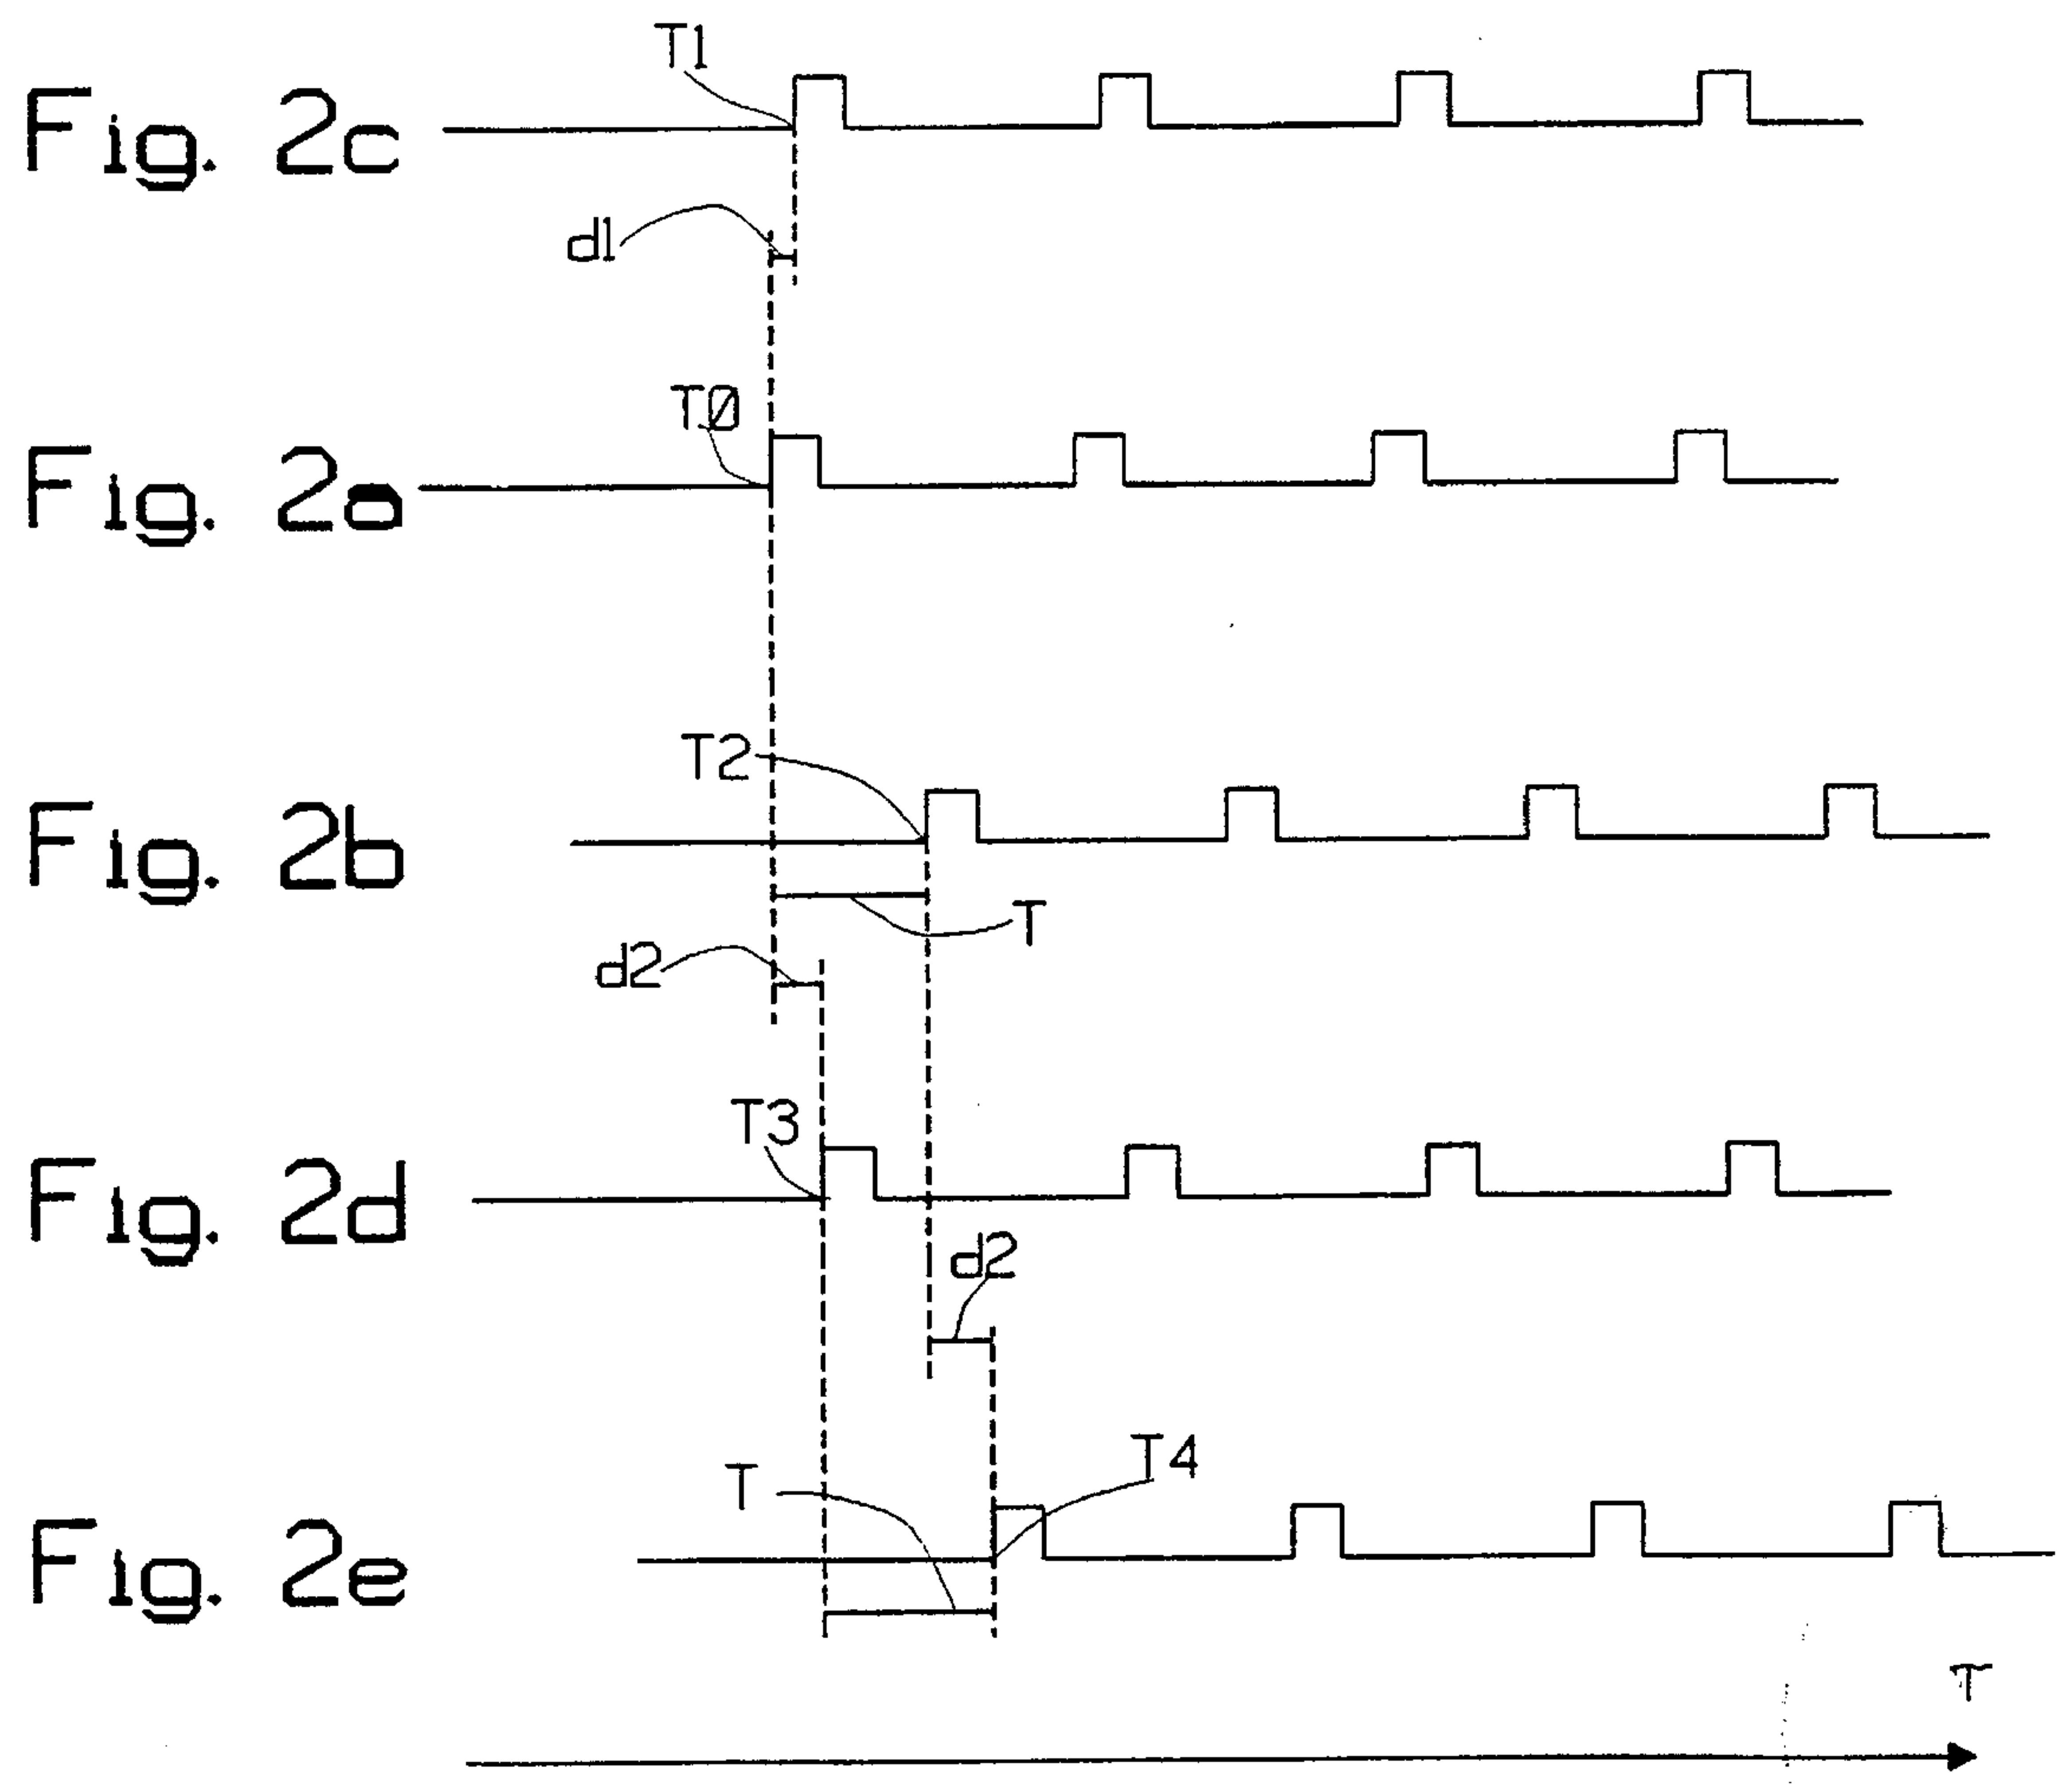 T1
Fig. 2c
d1
TØ
Fig. 2a
T2
Fig. 2b
T
d2
T3
Fig. 2d
d2
T4
T
Fig. 2e
T